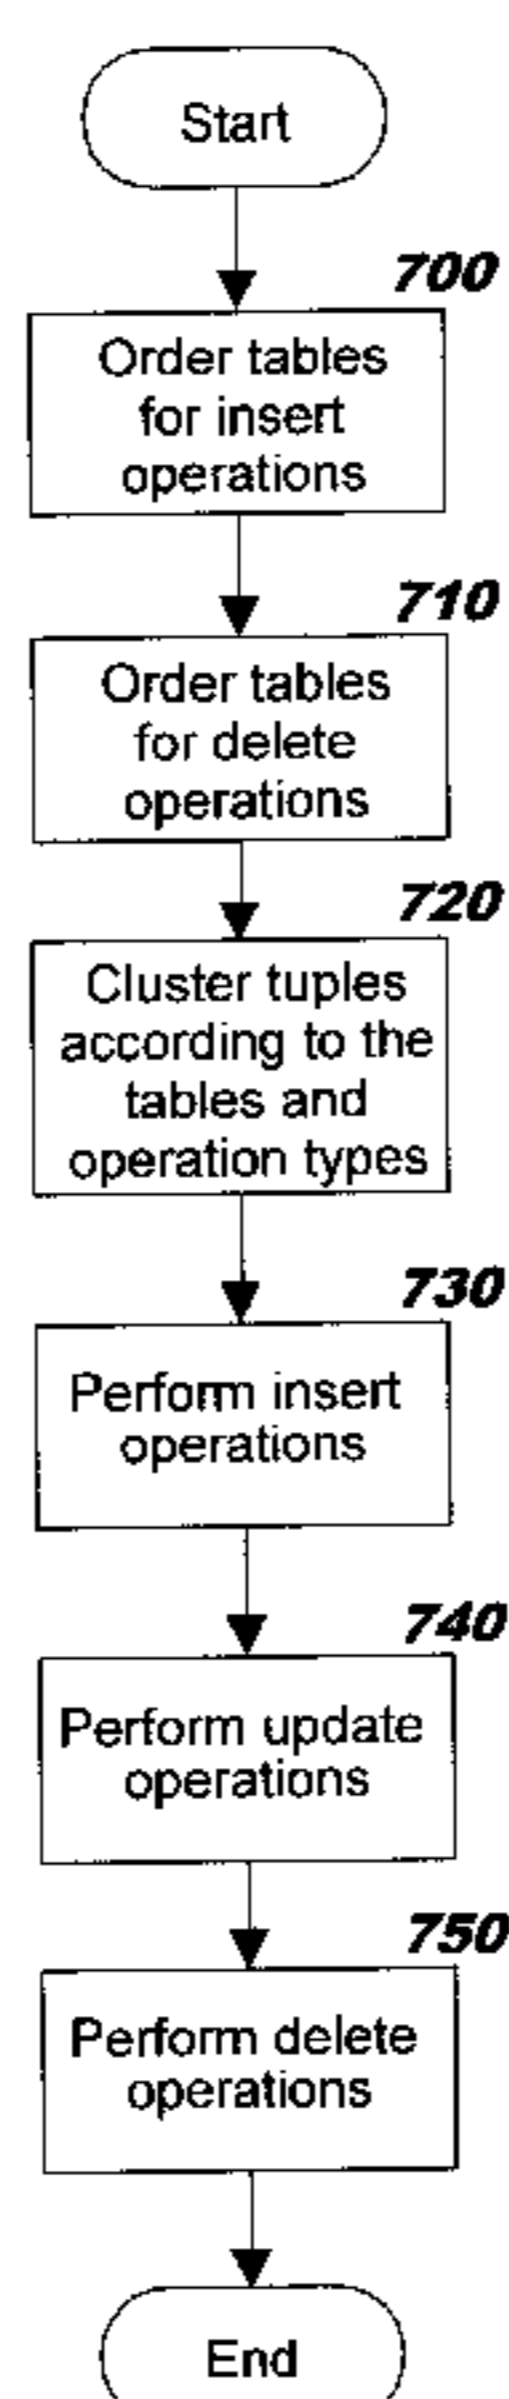 Start
700
Order tables
for insert
operations
710
Order tables
for delete
operations
720
Cluster tuples
according to the
tables and
operation types
730
Perform insert
operations
740
Perform update
operations
750
Perform delete
operations
End